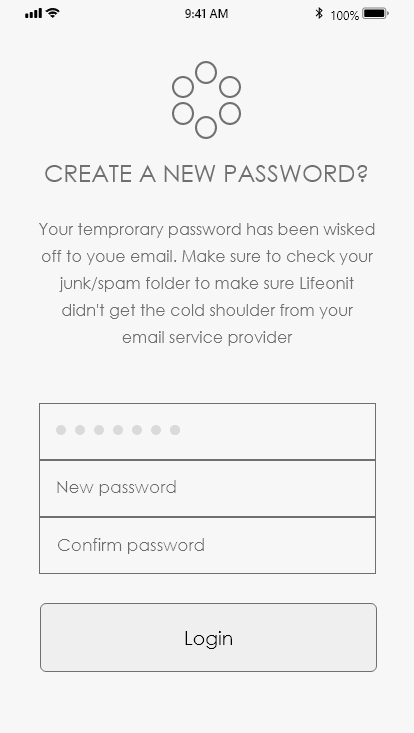 9:41 AM
100%
CREATE A NEW PASSWORD?
Your temprorary password has been wisked
off to youe email. Make sure to check your
junk/spam folder to make sure Lifeonit
didn't get the cold shoulder from your
email service provider
New password
Confirm password
Login